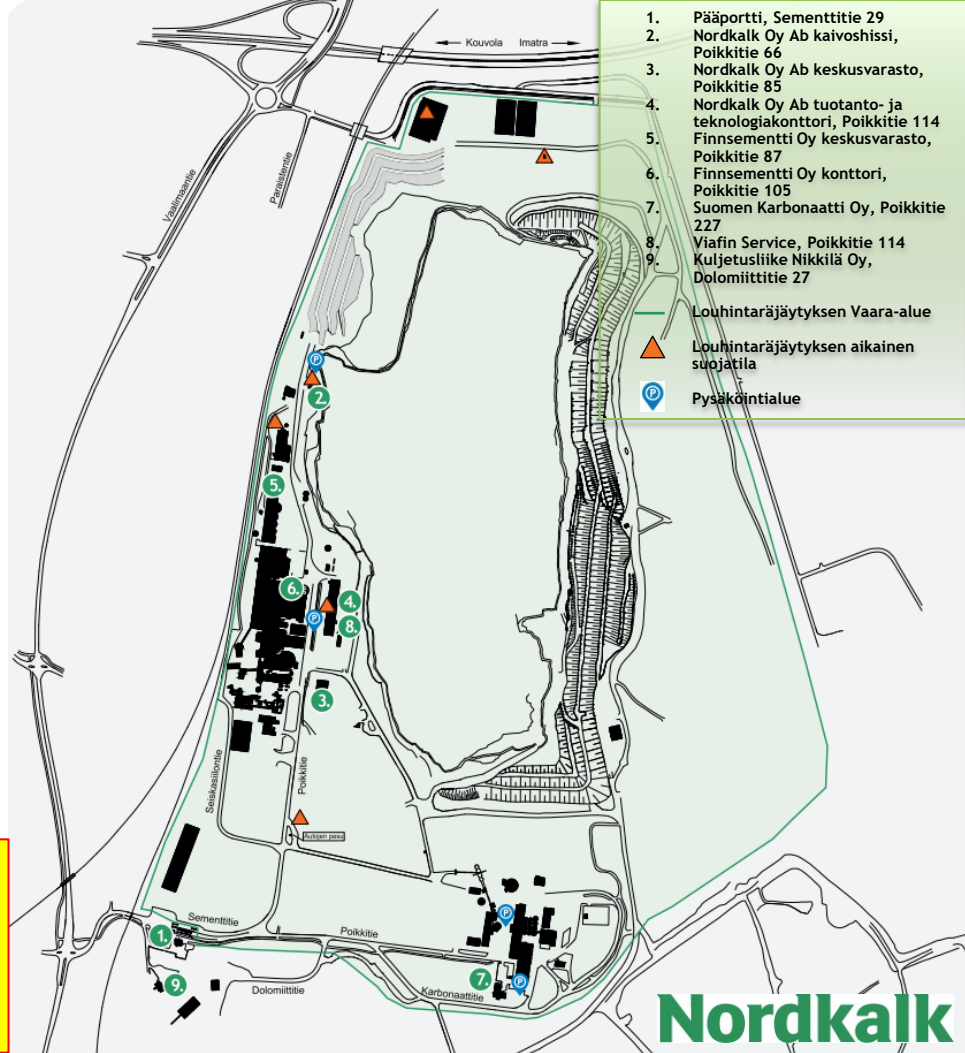 1. Pääportti, Sementtitie 29
2. Nordkalk Oy Ab kaivoshissi,
Poikkitie 66
3. Nordkalk Oy Ab keskusvarasto,
Poikkitie 85
4. Nordkalk Oy Ab tuotanto- ja
teknologiakonttori, Poikkitie 114
5. Finnsementti Oy keskusvarasto,
Poikkitie 87
6. Finnsementti Oy konttori,
Poikkitie 105
7. Suomen Karbonaatti Oy, Poikkitie
227
8. Viafin Service, Poikkitie 114
9. Kuljetusliike Nikkilä Oy,
Dolomiittitie 27
Louhintaräjäytyksen Vaara-alue
Louhintaräjäytyksen aikainen
suojatila
P Pysäköintialue
Kouvola Imatra
Vaalimaantie
Paraistentie
P
2.
5.
6.
4.
P
8.
3.
Seiskasiilontie
Poikkitie
Autojen pesu
Sementtitie
1.
Poikkitie
P
9.
Dolomiittitie
7.
P
Karbonaattitie
Nordkalk